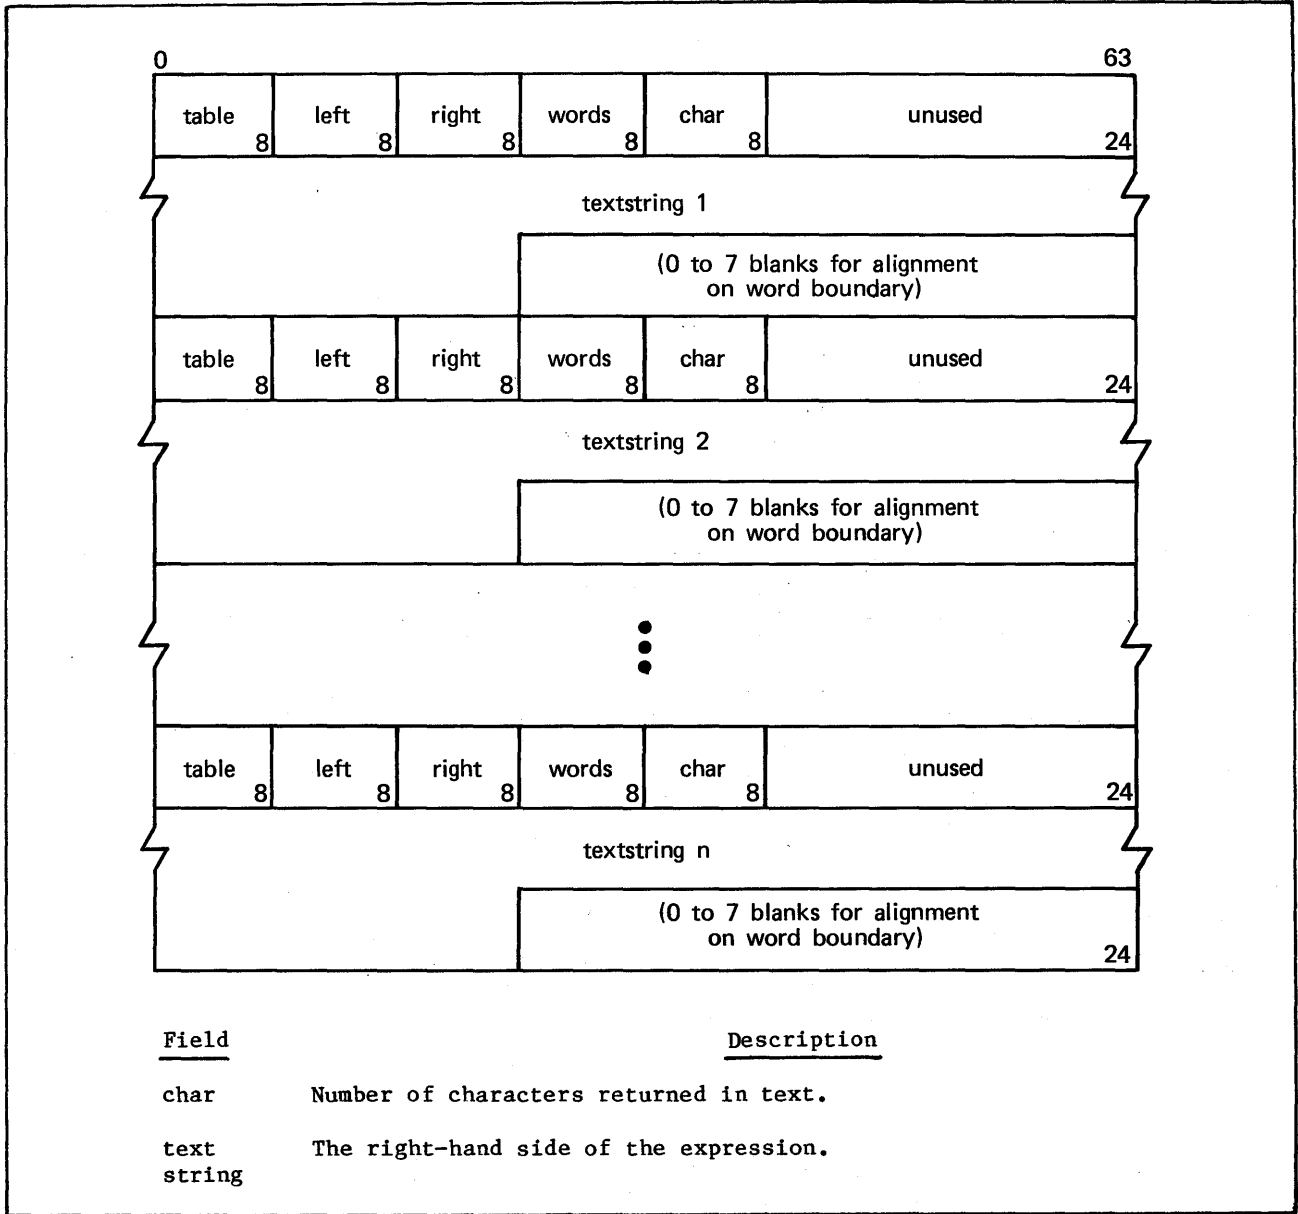 0 63
table left right words char unused
8 8 8 8 8 24
textstring 1
(0 to 7 blanks for alignment
on word boundary)
table left right words char unused
8 8 8 8 8 24
textstring 2
(0 to 7 blanks for alignment
on word boundary)
table left right words char unused
8 8 8 8 8 24
textstring n
(0 to 7 blanks for alignment
on word boundary)
24
Field Description
char Number of characters returned in text.
text The right-hand side of the expression.
string